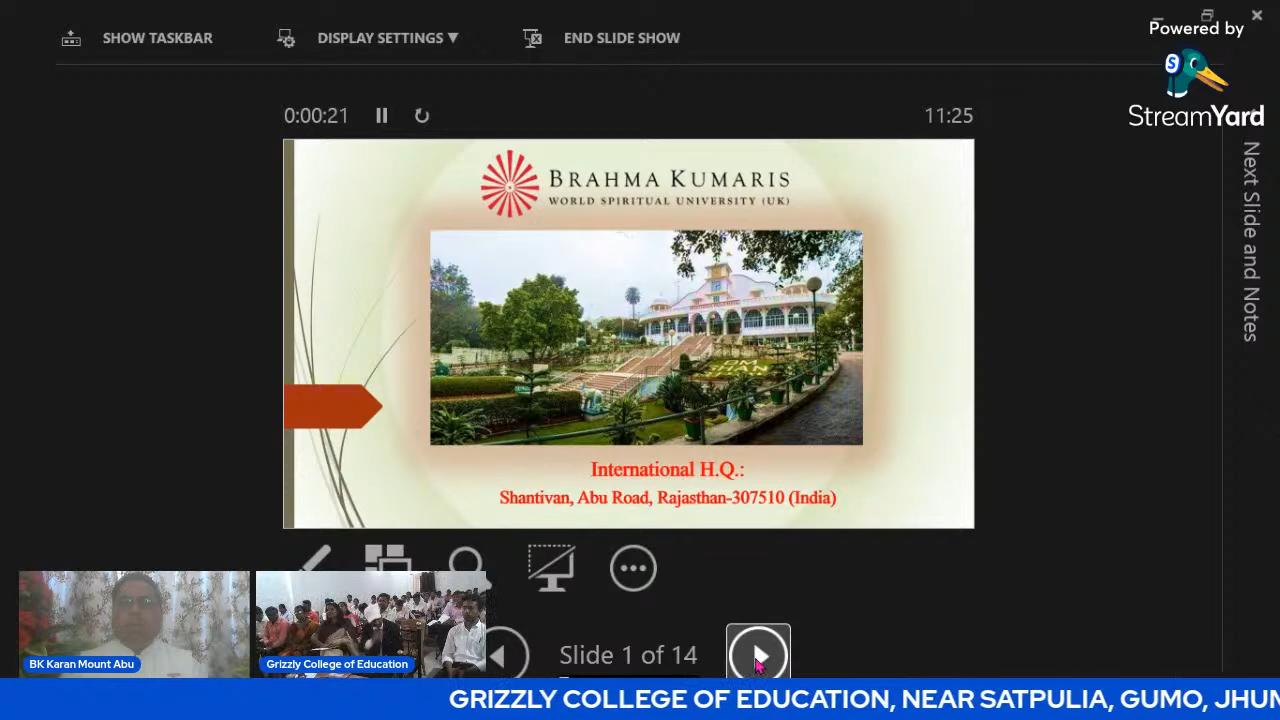 SHOW TASKBAR
DISPLAY SETTINGS ▼
END SLIDE SHOW
Powered by
StreamYard
0:00:21
11:25
Next Slide and Notes
BRAHMA KUMARIS
WORLD SPIRITUAL UNIVERSITY (UK)
International H.Q.:
Shantivan, Abu Road, Rajasthan-307510 (India)
BK Karan Mount Abu
Grizzly College of Education
Slide 1 of 14
GRIZZLY COLLEGE OF EDUCATION, NEAR SATPULIA, GUMO, JHUM